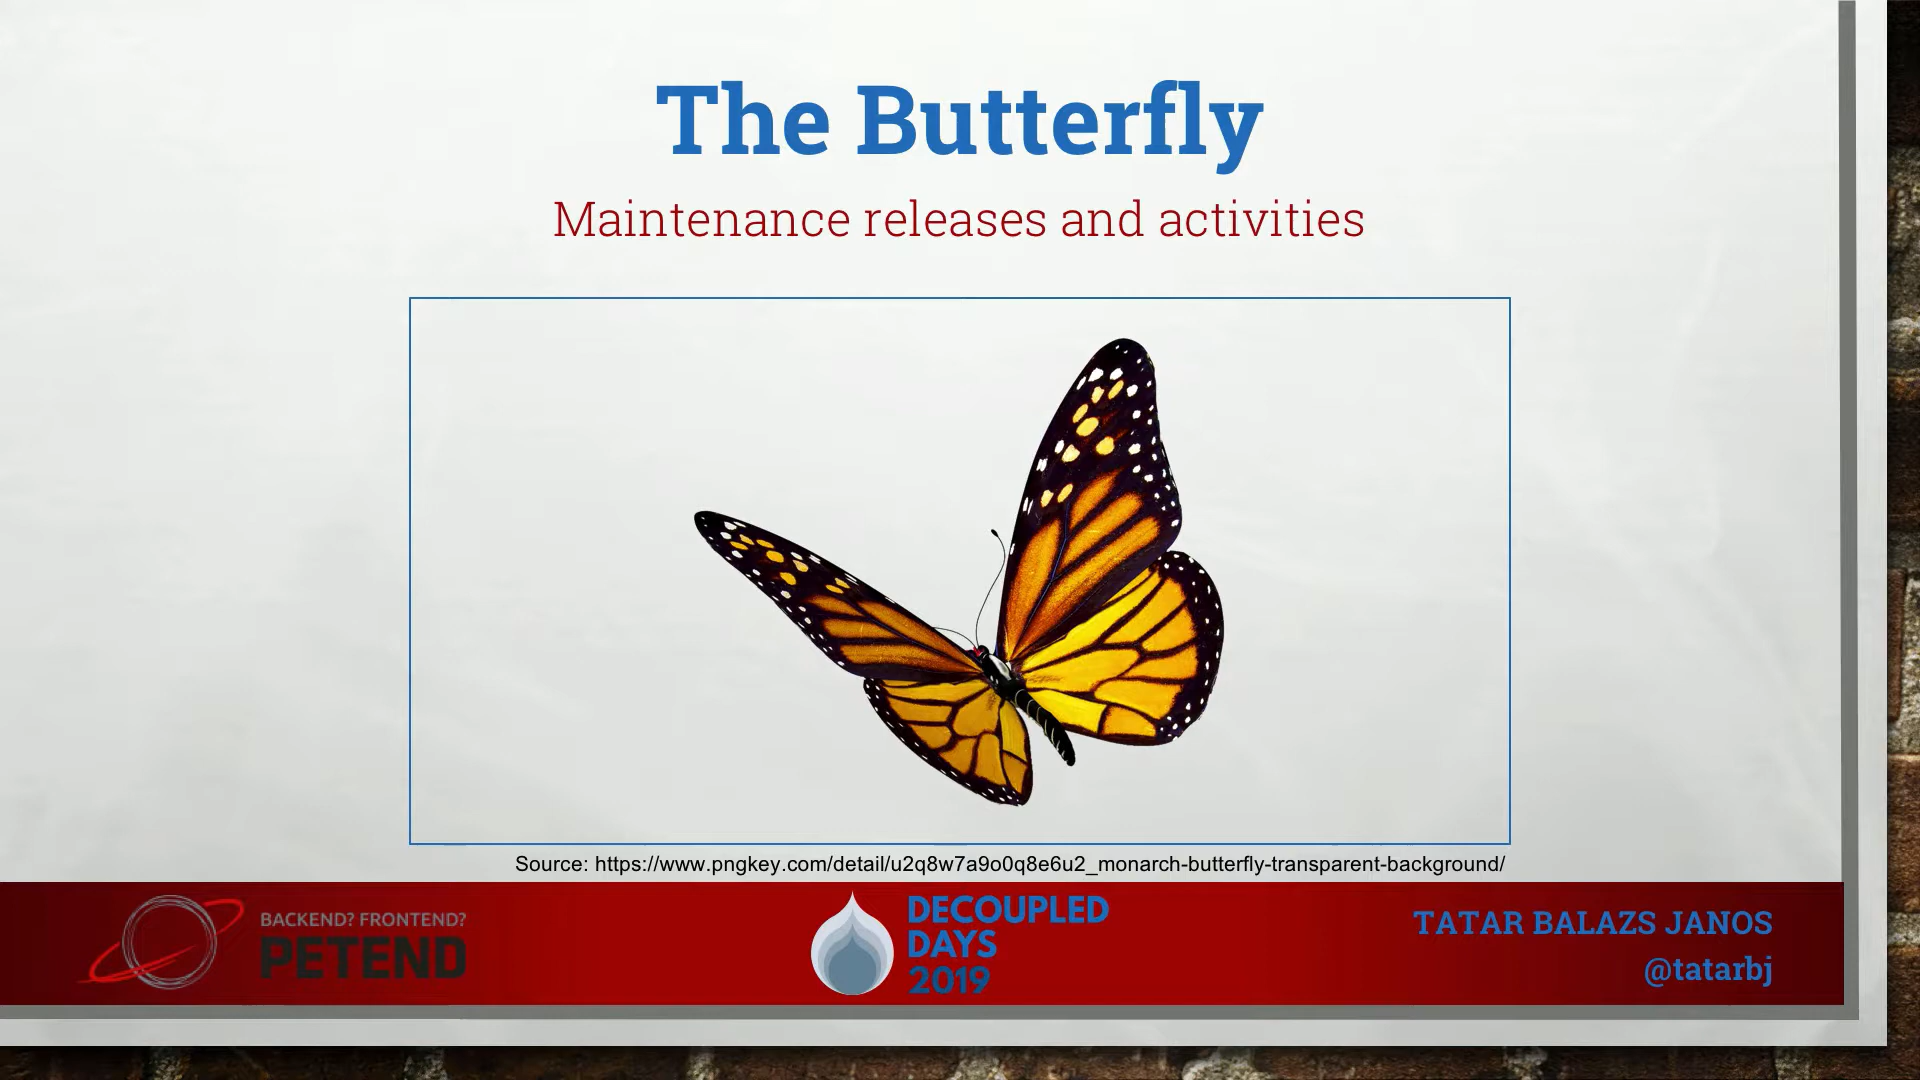 The Butterfly
Maintenance releases and activities
Source: https://www.pngkey.com/detail/u2q8w7a9o0q8e6u2_monarch-butterfly-transparent-background/
BACKEND? FRONTEND?
PETEND
DECOUPLED
DAYS
2019
TATAR BALAZS JANOS
@tatarbj